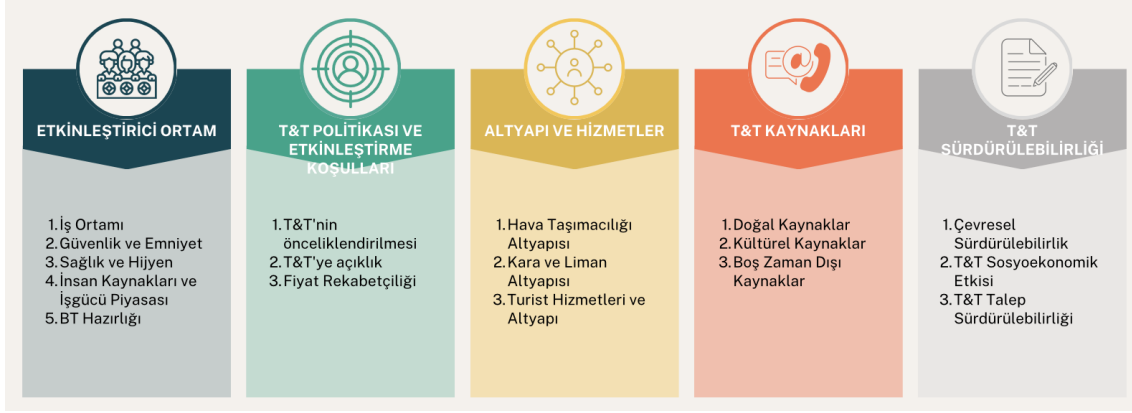 ETKİNLEŞTİRİCİ ORTAM
1. İş Ortamı
2. Güvenlik ve Emniyet
3. Sağlık ve Hijyen
4. İnsan Kaynakları ve
İşgücü Piyasası
5. BT Hazırlığı
T&T POLİTİKASI VE
ETKİNLEŞTİRME
KOŞULLARI
1. T&T'nin
önceliklendirilmesi
2. T&T'ye açıklık
3. Fiyat Rekabetçiliği
ALTYAPI VE HİZMETLER
1. Hava Taşımacılığı
Altyapısı
2. Kara ve Liman
Altyapısı
3. Turist Hizmetleri ve
Altyapı
T&T KAYNAKLARI
1. Doğal Kaynaklar
2. Kültürel Kaynaklar
3. Boş Zaman Dışı
Kaynaklar
T&T
SÜRDÜRÜLEBİLİRLİĞİ
1. Çevresel
Sürdürülebilirlik
2. T&T Sosyoekonomik
Etkisi
3. T&T Talep
Sürdürülebilirliği